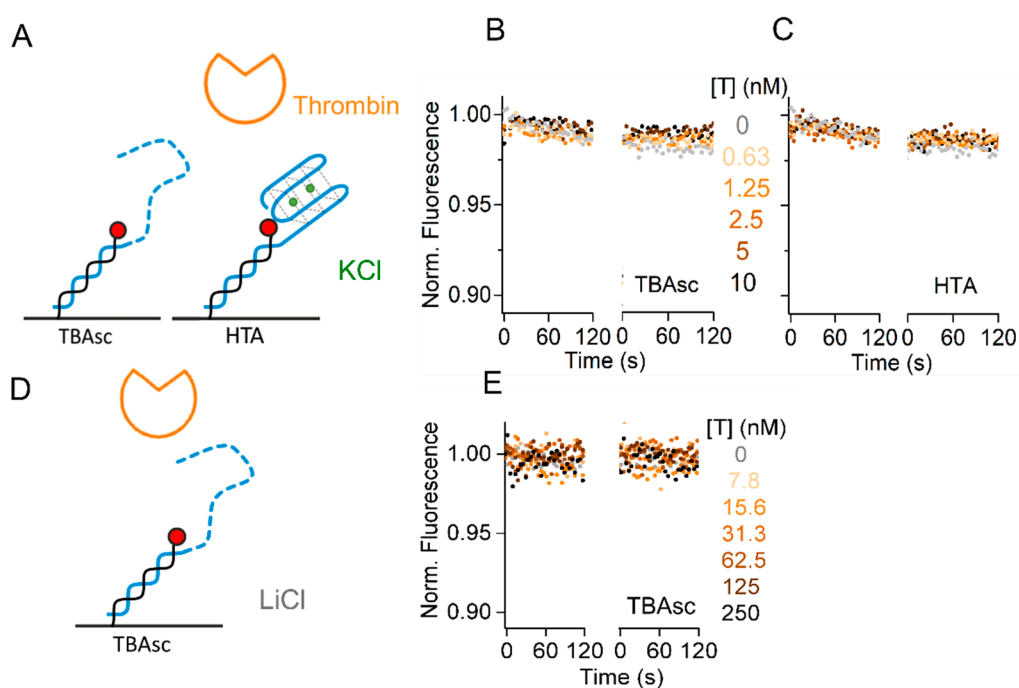 A
Thrombin
TBAsc
HTA
KCl
B
Norm. Fluorescence
1.00
0.95
0.90
TBAsc
0 60 120 0 60 120
Time (s)
[T] (nM)
0
0.63
1.25
2.5
5
10
C
HTA
0 60 120 0 60 120
Time (s)
D
TBAsc
LiCl
E
Norm. Fluorescence
1.00
0.95
0.90
TBAsc
0 60 120 0 60 120
Time (s)
[T] (nM)
0
7.8
15.6
31.3
62.5
125
250